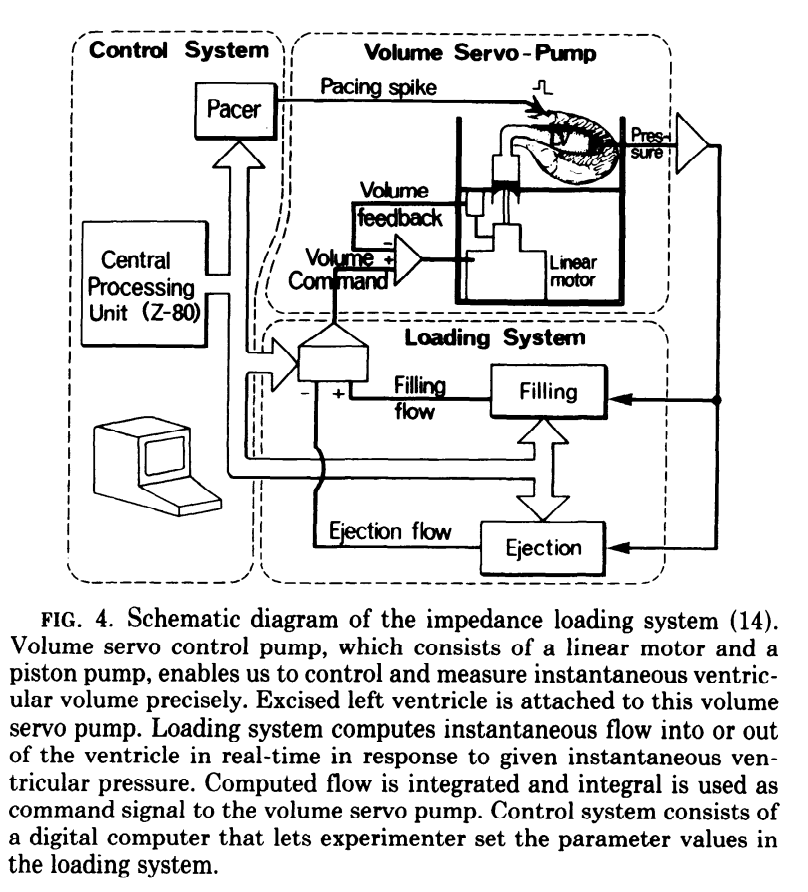 Control System
Volume Servo-Pump
Pacing spike
Pacer
LV
Pres-
sure
Volume
feedback
-
+
Volume
Command
Linear
motor
Central
Processing
Unit (Z-80)
Loading System
- +
Filling
flow
Filling
Ejection flow
Ejection
FIG. 4. Schematic diagram of the impedance loading system (14).
Volume servo control pump, which consists of a linear motor and a
piston pump, enables us to control and measure instantaneous ventric-
ular volume precisely. Excised left ventricle is attached to this volume
servo pump. Loading system computes instantaneous flow into or out
of the ventricle in real-time in response to given instantaneous ven-
tricular pressure. Computed flow is integrated and integral is used as
command signal to the volume servo pump. Control system consists of
a digital computer that lets experimenter set the parameter values in
the loading system.